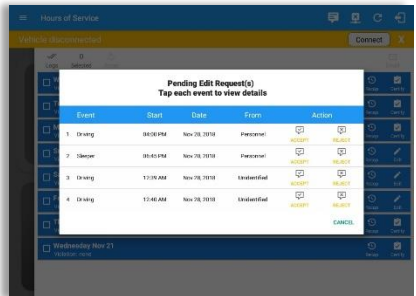 Hours of Service
Vehicle disconnected
Connect X
Pending Edit Request(s)
Tap each event to view details
Event Start Date From Action
1 Driving 04:00 PM Nov 28, 2018 Personnel ACCEPT REJECT
2 Sleeper 05:45 PM Nov 28, 2018 Personnel ACCEPT REJECT
3 Driving 12:39 AM Nov 28, 2018 Unidentified ACCEPT REJECT
4 Driving 12:40 AM Nov 28, 2018 Unidentified ACCEPT REJECT
CANCEL
Wednesday Nov 21
Violation: none